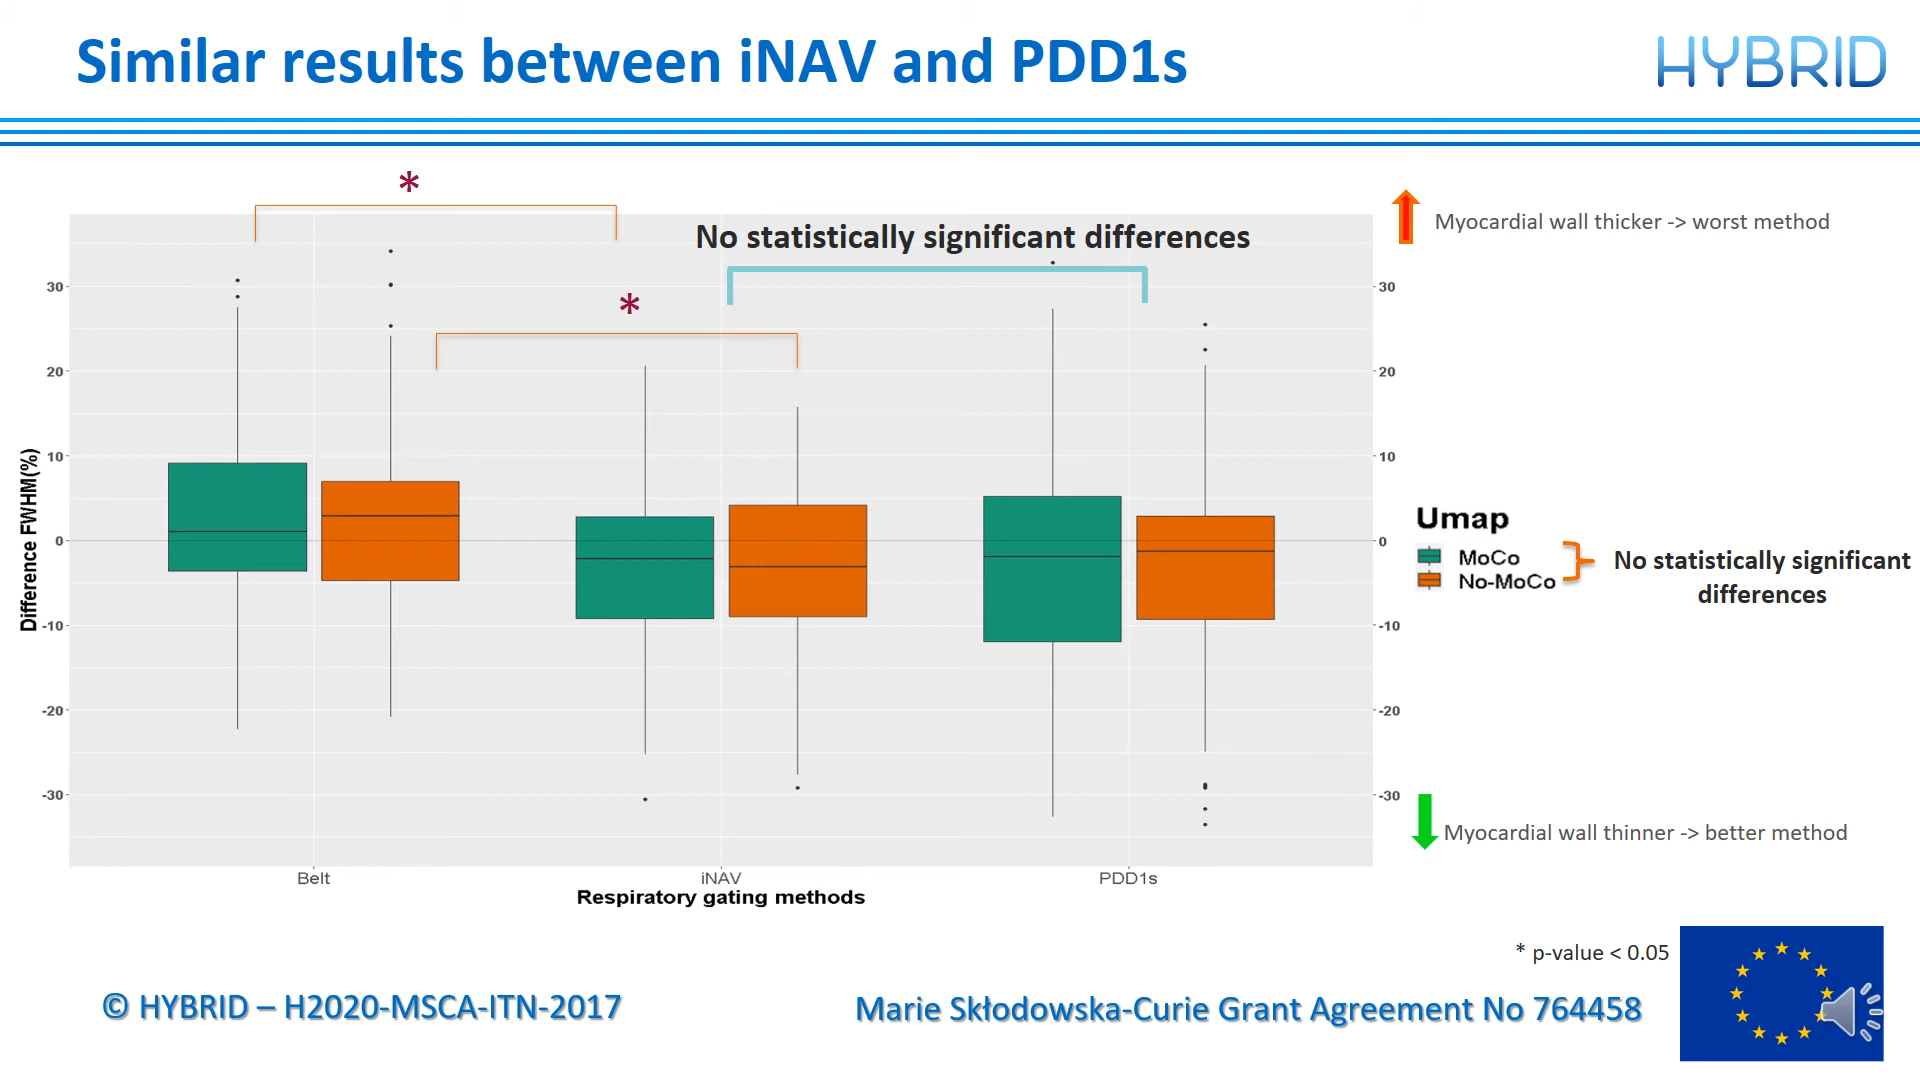 Similar results between iNAV and PDD1s
HYBRID
*
Myocardial wall thicker -> worst method
No statistically significant differences
*
30
20
10
0
-10
-20
-30
Difference FWHM(%)
30
20
10
0
-10
-20
-30
Umap
MoCo
No-MoCo
No statistically significant
differences
Myocardial wall thinner -> better method
Belt
iNAV
PDD1s
Respiratory gating methods
* p-value < 0.05
© HYBRID – H2020-MSCA-ITN-2017
Marie Skłodowska-Curie Grant Agreement No 764458